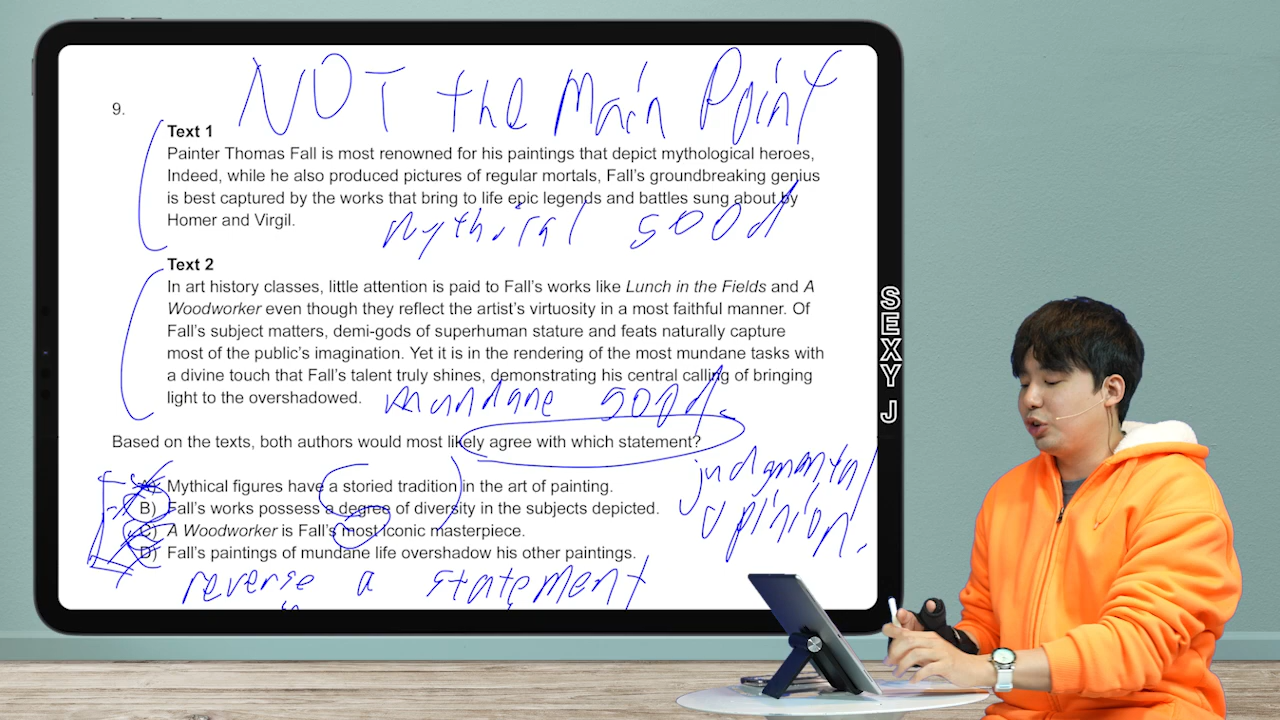 NOT the Main Point
9.
Text 1
Painter Thomas Fall is most renowned for his paintings that depict mythological heroes,
Indeed, while he also produced pictures of regular mortals, Fall's groundbreaking genius
is best captured by the works that bring to life epic legends and battles sung about by
Homer and Virgil.
mythical good
Text 2
In art history classes, little attention is paid to Fall's works like Lunch in the Fields and A
Woodworker even though they reflect the artist's virtuosity in a most faithful manner. Of
Fall's subject matters, demi-gods of superhuman stature and feats naturally capture
most of the public's imagination. Yet it is in the rendering of the most mundane tasks with
a divine touch that Fall's talent truly shines, demonstrating his central calling of bringing
light to the overshadowed.
mundane good.
Based on the texts, both authors would most likely agree with which statement?
A) Mythical figures have a storied tradition in the art of painting.
B) Fall's works possess a degree of diversity in the subjects depicted.
C) A Woodworker is Fall's most iconic masterpiece.
D) Fall's paintings of mundane life overshadow his other paintings.
judgmental
opinion.
reverse a statement
SEXY J